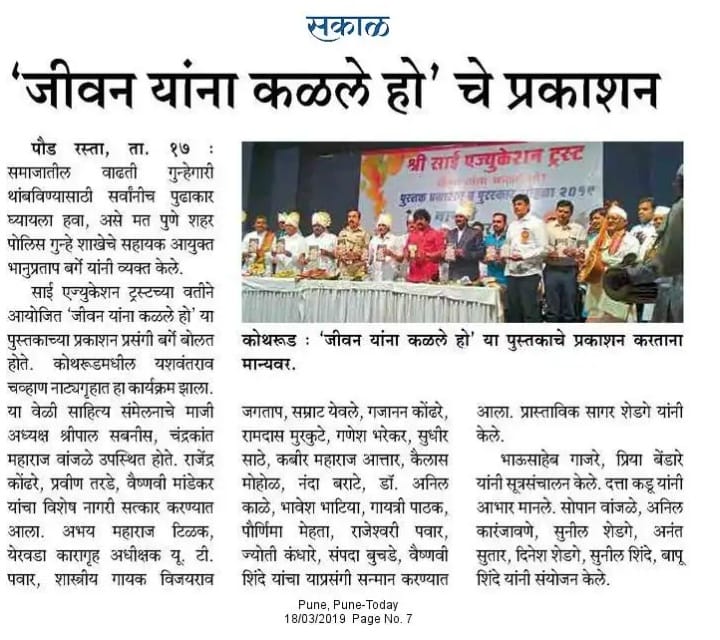 सकाळ
'जीवन यांना कळले हो' चे प्रकाशन
पौड रस्ता, ता. १७ :
समाजातील वाढती गुन्हेगारी
थांबविण्यासाठी सर्वांनीच पुढाकार
घ्यायला हवा, असे मत पुणे शहर
पोलिस गुन्हे शाखेचे सहायक आयुक्त
भानुप्रताप बर्गे यांनी व्यक्त केले.
साई एज्युकेशन ट्रस्टच्या वतीने
आयोजित 'जीवन यांना कळले हो' या
पुस्तकाच्या प्रकाशन प्रसंगी बर्गे बोलत
होते. कोथरूडमधील यशवंतराव
चव्हाण नाट्यगृहात हा कार्यक्रम झाला.
या वेळी साहित्य संमेलनाचे माजी
अध्यक्ष श्रीपाल सबनीस, चंद्रकांत
महाराज वांजळे उपस्थित होते. राजेंद्र
कोंढरे, प्रवीण तरडे, वैष्णवी मांडेकर
यांचा विशेष नागरी सत्कार करण्यात
आला. अभय महाराज टिळक,
येरवडा कारागृह अधीक्षक यू. टी.
पवार, शास्त्रीय गायक विजयराव
श्री साई एज्युकेशन ट्रस्ट
पुस्तक प्रकाशन व पुरस्कार सोहळा २०१९
कोथरूड : 'जीवन यांना कळले हो' या पुस्तकाचे प्रकाशन करताना
मान्यवर.
जगताप, सम्राट येवले, गजानन कोंढरे,
रामदास मुरकुटे, गणेश भरेकर, सुधीर
साठे, कबीर महाराज आत्तार, कैलास
मोहोळ, नंदा बराटे, डॉ. अनिल
काळे, भावेश भाटिया, गायत्री पाठक,
पौर्णिमा मेहता, राजेश्वरी पवार,
ज्योती कंधारे, संपदा बुचडे, वैष्णवी
शिंदे यांचा याप्रसंगी सन्मान करण्यात
आला. प्रास्ताविक सागर शेडगे यांनी
केले.
भाऊसाहेब गाजरे, प्रिया बेंडारे
यांनी सूत्रसंचालन केले. दत्ता कडू यांनी
आभार मानले. सोपान वांजळे, अनिल
कारंजावणे, सुनील शेडगे, अनंत
सुतार, दिनेश शेडगे, सुनील शिंदे, बापू
शिंदे यांनी संयोजन केले.
Pune, Pune-Today
18/03/2019 Page No. 7